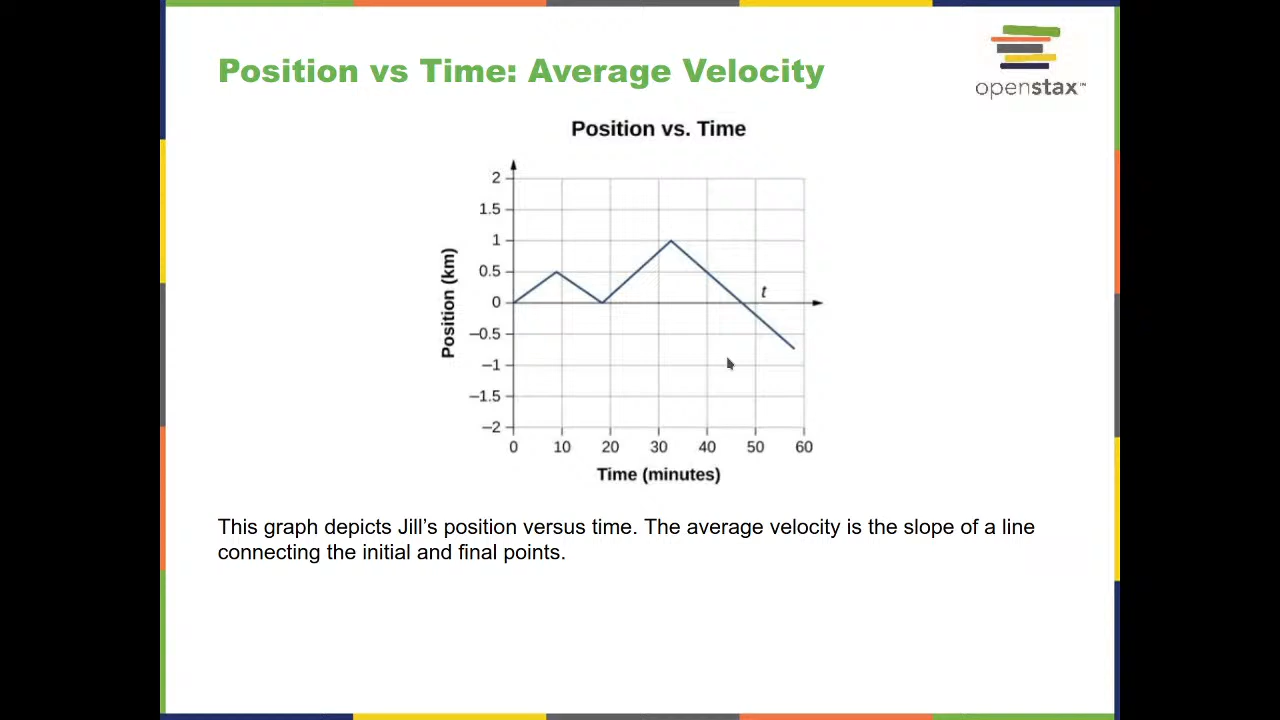 Position vs Time: Average Velocity
openstax™
Position vs. Time
Position (km)
2
1.5
1
0.5
0
–0.5
–1
–1.5
–2
t
0 10 20 30 40 50 60
Time (minutes)
This graph depicts Jill’s position versus time. The average velocity is the slope of a line
connecting the initial and final points.